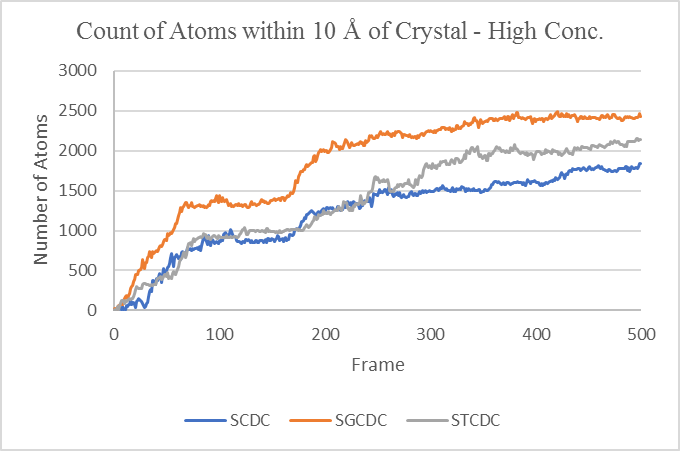 Count of Atoms within 10 Å of Crystal - High Conc.
3000
2500
2000
1500
1000
500
0
Number of Atoms
0 100 200 300 400 500
Frame
SCDC SGCDC STCDC